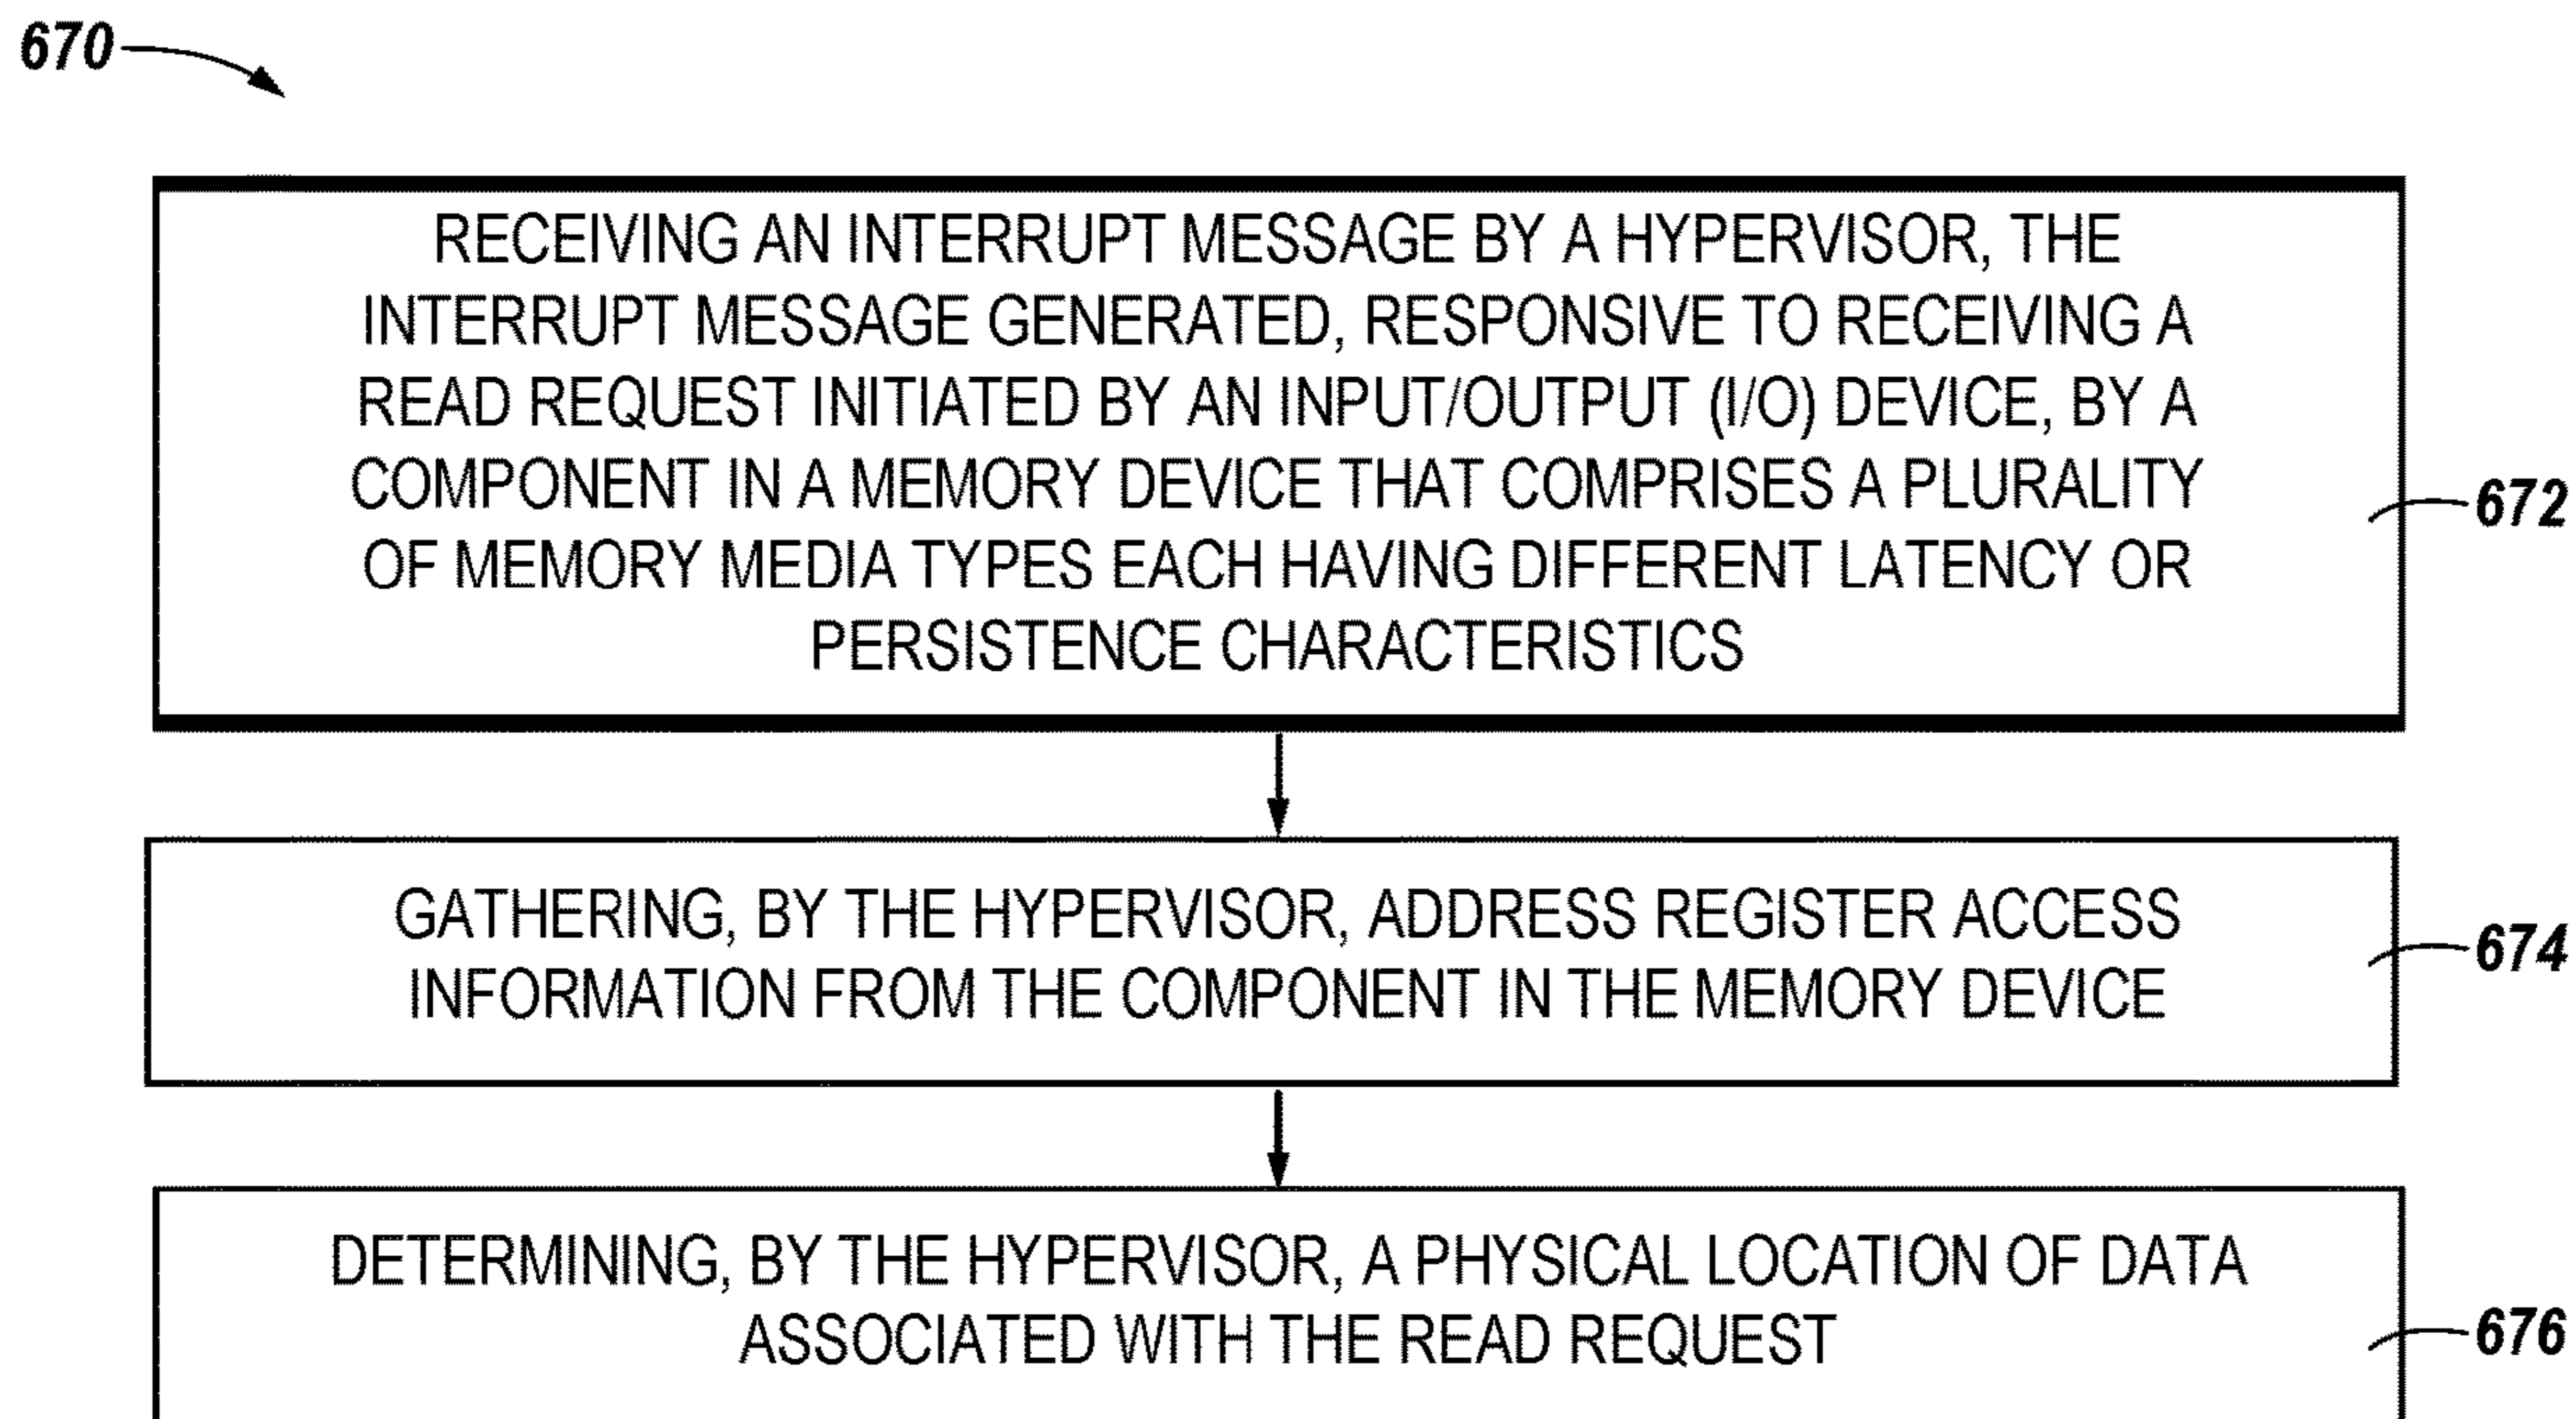 670
RECEIVING AN INTERRUPT MESSAGE BY A HYPERVISOR, THE
INTERRUPT MESSAGE GENERATED, RESPONSIVE TO RECEIVING A
READ REQUEST INITIATED BY AN INPUT/OUTPUT (I/O) DEVICE, BY A
COMPONENT IN A MEMORY DEVICE THAT COMPRISES A PLURALITY
OF MEMORY MEDIA TYPES EACH HAVING DIFFERENT LATENCY OR
PERSISTENCE CHARACTERISTICS
672
GATHERING, BY THE HYPERVISOR, ADDRESS REGISTER ACCESS
INFORMATION FROM THE COMPONENT IN THE MEMORY DEVICE
674
DETERMINING, BY THE HYPERVISOR, A PHYSICAL LOCATION OF DATA
ASSOCIATED WITH THE READ REQUEST
676